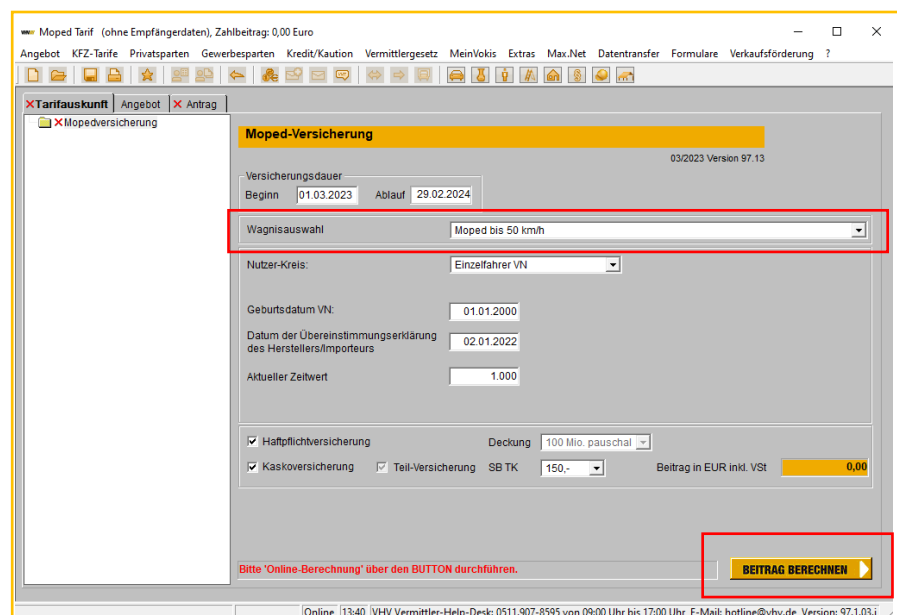 Moped Tarif (ohne Empfängerdaten), Zahlbeitrag: 0,00 Euro
Angebot KFZ-Tarife Privatsparten Gewerbesparten Kredit/Kaution Vermittlergesetz MeinVokis Extras Max.Net Datentransfer Formulare Verkaufsförderung ?
Tarifauskunft Angebot Antrag
Mopedversicherung
Moped-Versicherung
03/2023 Version 97.13
Versicherungsdauer
Beginn 01.03.2023 Ablauf 29.02.2024
Wagnisauswahl Moped bis 50 km/h
Nutzer-Kreis: Einzelfahrer VN
Geburtsdatum VN: 01.01.2000
Datum der Übereinstimmungserklärung
des Herstellers/Importeurs 02.01.2022
Aktueller Zeitwert 1.000
Haftpflichtversicherung Deckung 100 Mio. pauschal
Kaskoversicherung Teil-Versicherung SB TK 150,- Beitrag in EUR inkl. VSt 0,00
Bitte 'Online-Berechnung' über den BUTTON durchführen. BEITRAG BERECHNEN
Online 13:40 VHV Vermittler-Help-Desk: 0511.907-8595 von 09:00 Uhr bis 17:00 Uhr E-Mail: hotline@vhv.de Version: 97.1.03.i